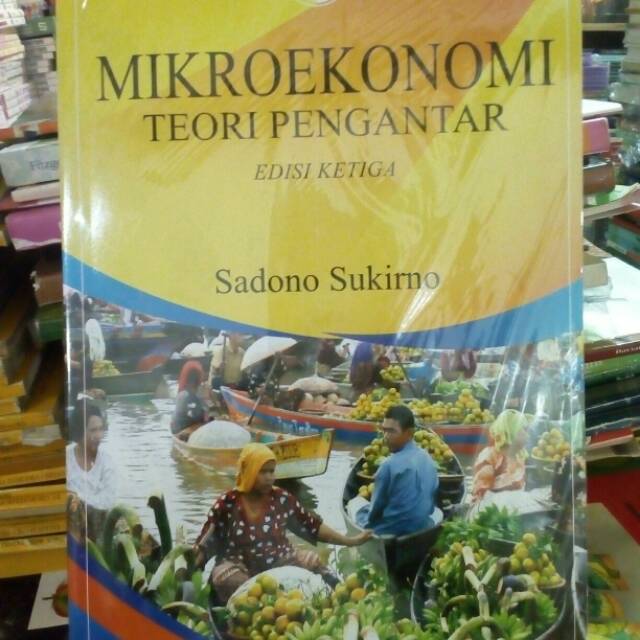 MIKROEKONOMI
TEORI PENGANTAR
EDISI KETIGA
Sadono Sukirno